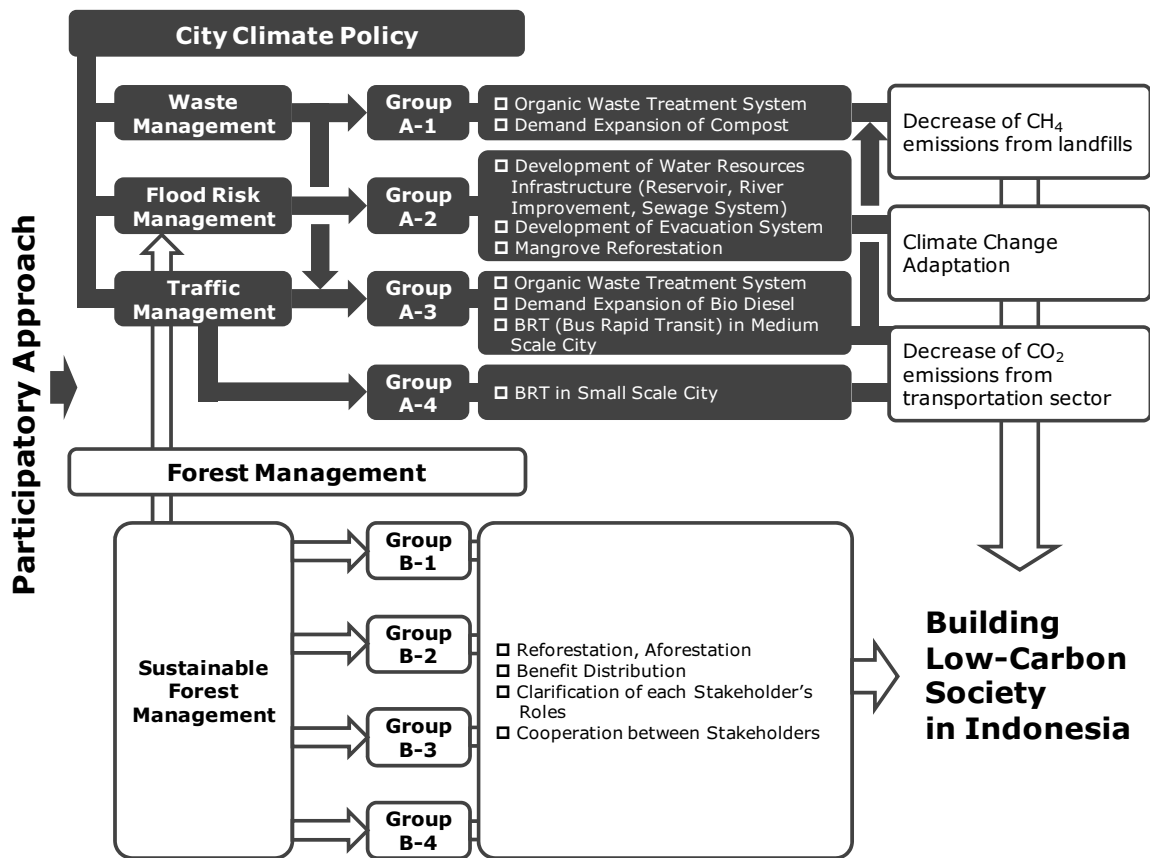 City Climate Policy
Waste
Management
Group
A-1
❑ Organic Waste Treatment System
❑ Demand Expansion of Compost
Decrease of CH₄
emissions from landfills
Flood Risk
Management
Group
A-2
❑ Development of Water Resources
Infrastructure (Reservoir, River
Improvement, Sewage System)
❑ Development of Evacuation System
❑ Mangrove Reforestation
Climate Change
Adaptation
Traffic
Management
Group
A-3
❑ Organic Waste Treatment System
❑ Demand Expansion of Bio Diesel
❑ BRT (Bus Rapid Transit) in Medium
Scale City
Decrease of CO₂
emissions from
transportation sector
Group
A-4
❑ BRT in Small Scale City
Participatory Approach
Forest Management
Sustainable
Forest
Management
Group
B-1
Group
B-2
Group
B-3
Group
B-4
❑ Reforestation, Aforestation
❑ Benefit Distribution
❑ Clarification of each Stakeholder's
Roles
❑ Cooperation between Stakeholders
Building
Low-Carbon
Society
in Indonesia